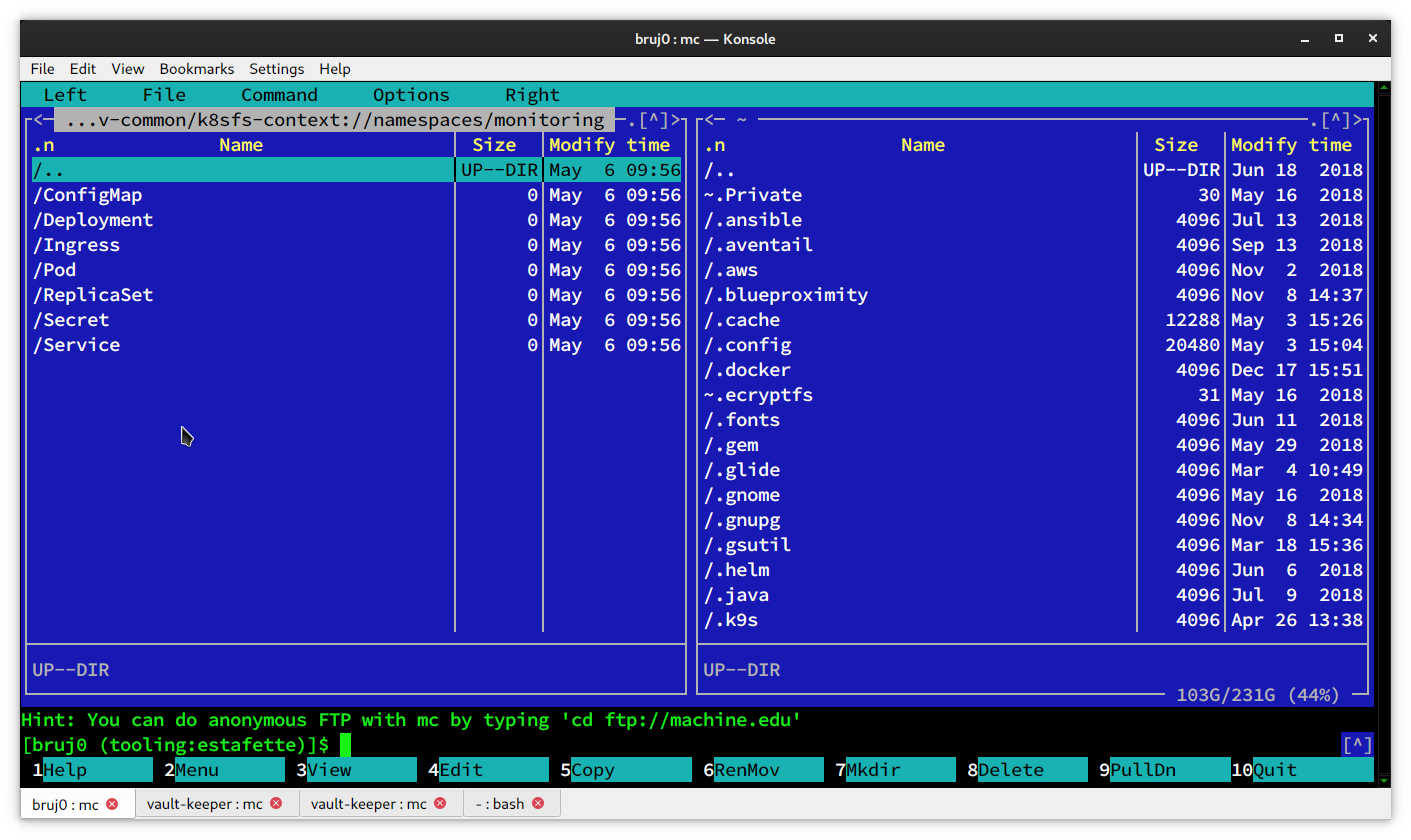 bruj0 : mc — Konsole
File Edit View Bookmarks Settings Help
Left File Command Options Right
<─ ...v-common/k8sfs-context://namespaces/monitoring ─.[^]>
.n Name Size Modify time
/.. UP--DIR May 6 09:56
/ConfigMap 0 May 6 09:56
/Deployment 0 May 6 09:56
/Ingress 0 May 6 09:56
/Pod 0 May 6 09:56
/ReplicaSet 0 May 6 09:56
/Secret 0 May 6 09:56
/Service 0 May 6 09:56
UP--DIR
<─ ~ ─.[^]>
.n Name Size Modify time
/.. UP--DIR Jun 18 2018
~.Private 30 May 16 2018
/.ansible 4096 Jul 13 2018
/.aventail 4096 Sep 13 2018
/.aws 4096 Nov 2 2018
/.blueproximity 4096 Nov 8 14:37
/.cache 12288 May 3 15:26
/.config 20480 May 3 15:04
/.docker 4096 Dec 17 15:51
~.ecryptfs 31 May 16 2018
/.fonts 4096 Jun 11 2018
/.gem 4096 May 29 2018
/.glide 4096 Mar 4 10:49
/.gnome 4096 May 16 2018
/.gnupg 4096 Nov 8 14:34
/.gsutil 4096 Mar 18 15:36
/.helm 4096 Jun 6 2018
/.java 4096 Jul 9 2018
/.k9s 4096 Apr 26 13:38
UP--DIR
103G/231G (44%)
Hint: You can do anonymous FTP with mc by typing 'cd ftp://machine.edu'
[bruj0 (tooling:estafette)]$ [^]
1Help 2Menu 3View 4Edit 5Copy 6RenMov 7Mkdir 8Delete 9PullDn 10Quit
bruj0 : mc vault-keeper : mc vault-keeper : mc - : bash